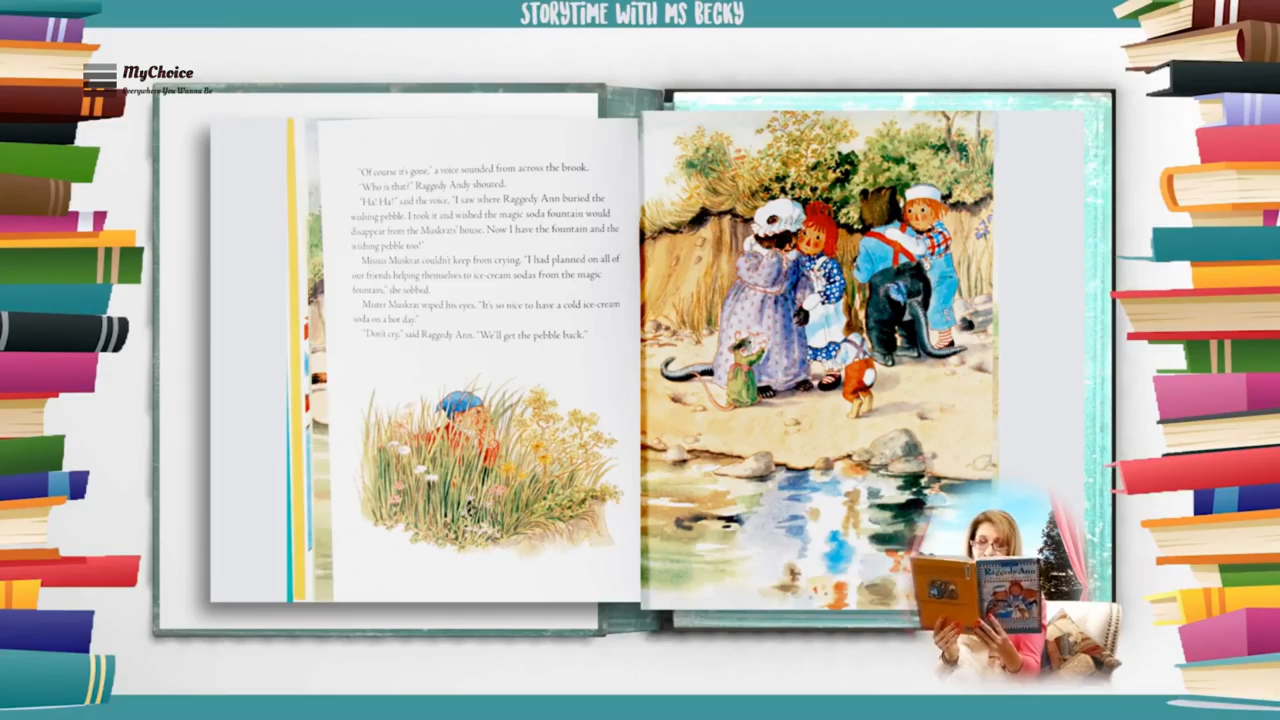 STORYTIME WITH MS BECKY
MyChoice
Everywhere You Wanna Be
"Of course it's gone," a voice sounded from across the brook.
"Who is that?" Raggedy Andy shouted.
"Ha! Ha!" said the voice, "I saw where Raggedy Ann buried the
wishing pebble. I took it and wished the magic soda fountain would
disappear from the Muskrats' house. Now I have the fountain and the
wishing pebble too!"
Missus Muskrat couldn't keep from crying. "I had planned on all of
our friends helping themselves to ice-cream sodas from the magic
fountain," she sobbed.
Mister Muskrat wiped his eyes. "It's so nice to have a cold ice-cream
soda on a hot day."
"Don't cry," said Raggedy Ann. "We'll get the pebble back."
Raggedy Ann